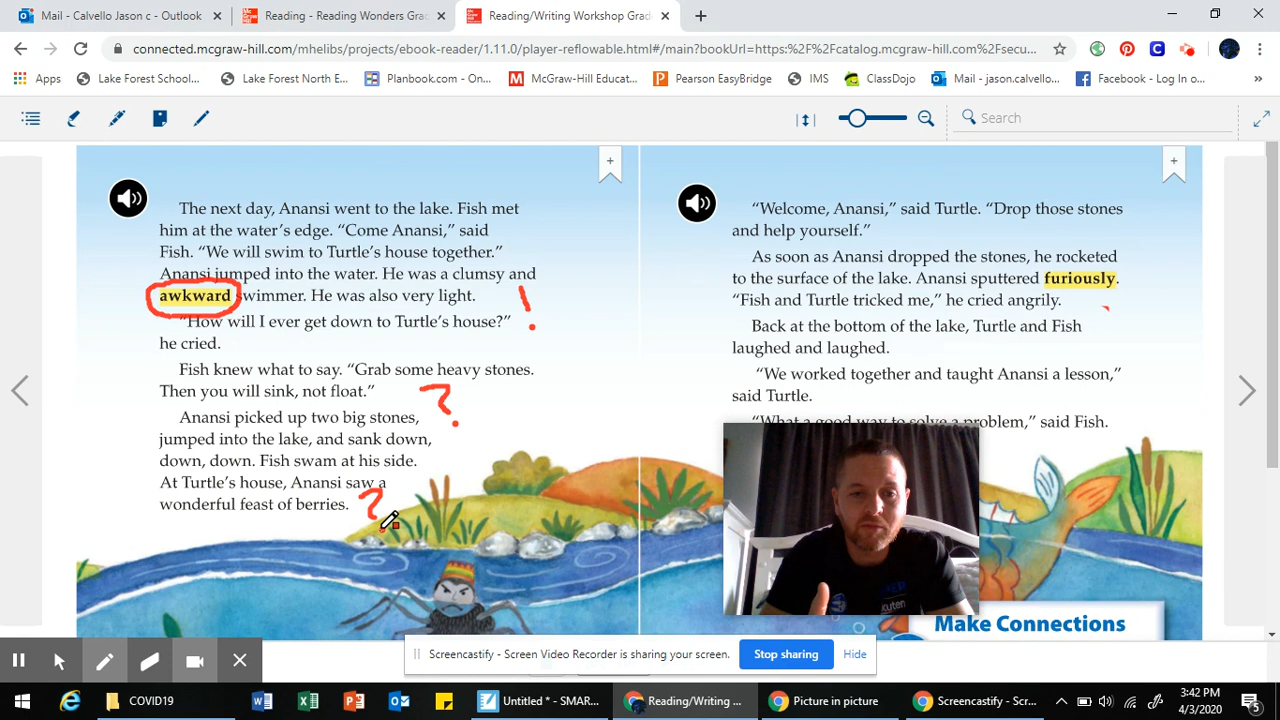 Mail - Calvello Jason c - Outlook
Reading - Reading Wonders Gra
Reading/Writing Workshop Grad
connected.mcgraw-hill.com/mhelibs/projects/ebook-reader/1.11.0/player-reflowable.html#/main?bookUrl=https:%2F%2Fcatalog.mcgraw-hill.com%2Fsecu...
Apps
Lake Forest School...
Lake Forest North E...
Planbook.com - On...
McGraw-Hill Educat...
Pearson EasyBridge
IMS
ClassDojo
Mail - jason.calvello...
Facebook - Log In o...
»
Search
The next day, Anansi went to the lake. Fish met
him at the water's edge. "Come Anansi," said
Fish. "We will swim to Turtle's house together."
Anansi jumped into the water. He was a clumsy and
awkward swimmer. He was also very light.
!
"How will I ever get down to Turtle's house?"
he cried.
Fish knew what to say. "Grab some heavy stones.
Then you will sink, not float."
?
Anansi picked up two big stones,
jumped into the lake, and sank down,
down, down. Fish swam at his side.
At Turtle's house, Anansi saw a
wonderful feast of berries.
?
"Welcome, Anansi," said Turtle. "Drop those stones
and help yourself."
As soon as Anansi dropped the stones, he rocketed
to the surface of the lake. Anansi sputtered furiously.
"Fish and Turtle tricked me," he cried angrily.
Back at the bottom of the lake, Turtle and Fish
laughed and laughed.
"We worked together and taught Anansi a lesson,"
said Turtle.
"What a good way to solve a problem," said Fish.
Make Connections
Screencastify - Screen Video Recorder is sharing your screen.
Stop sharing
Hide
COVID19
Untitled * - SMAR...
Reading/Writing ...
Picture in picture
Screencastify - Scr...
3:42 PM
4/3/2020
5